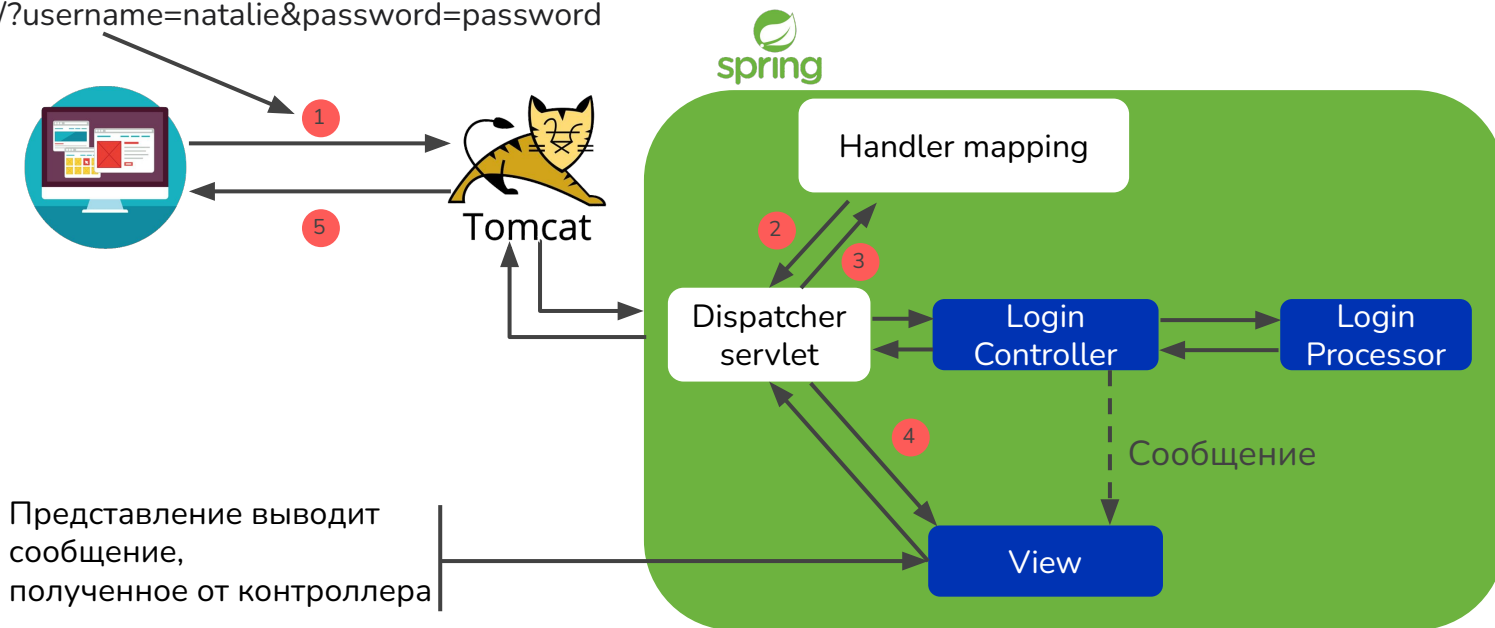 /?username=natalie&password=password
spring
1
Handler mapping
5
Tomcat
2
3
Dispatcher
servlet
Login
Controller
Login
Processor
4
Сообщение
Представление выводит
сообщение,
полученное от контроллера
View